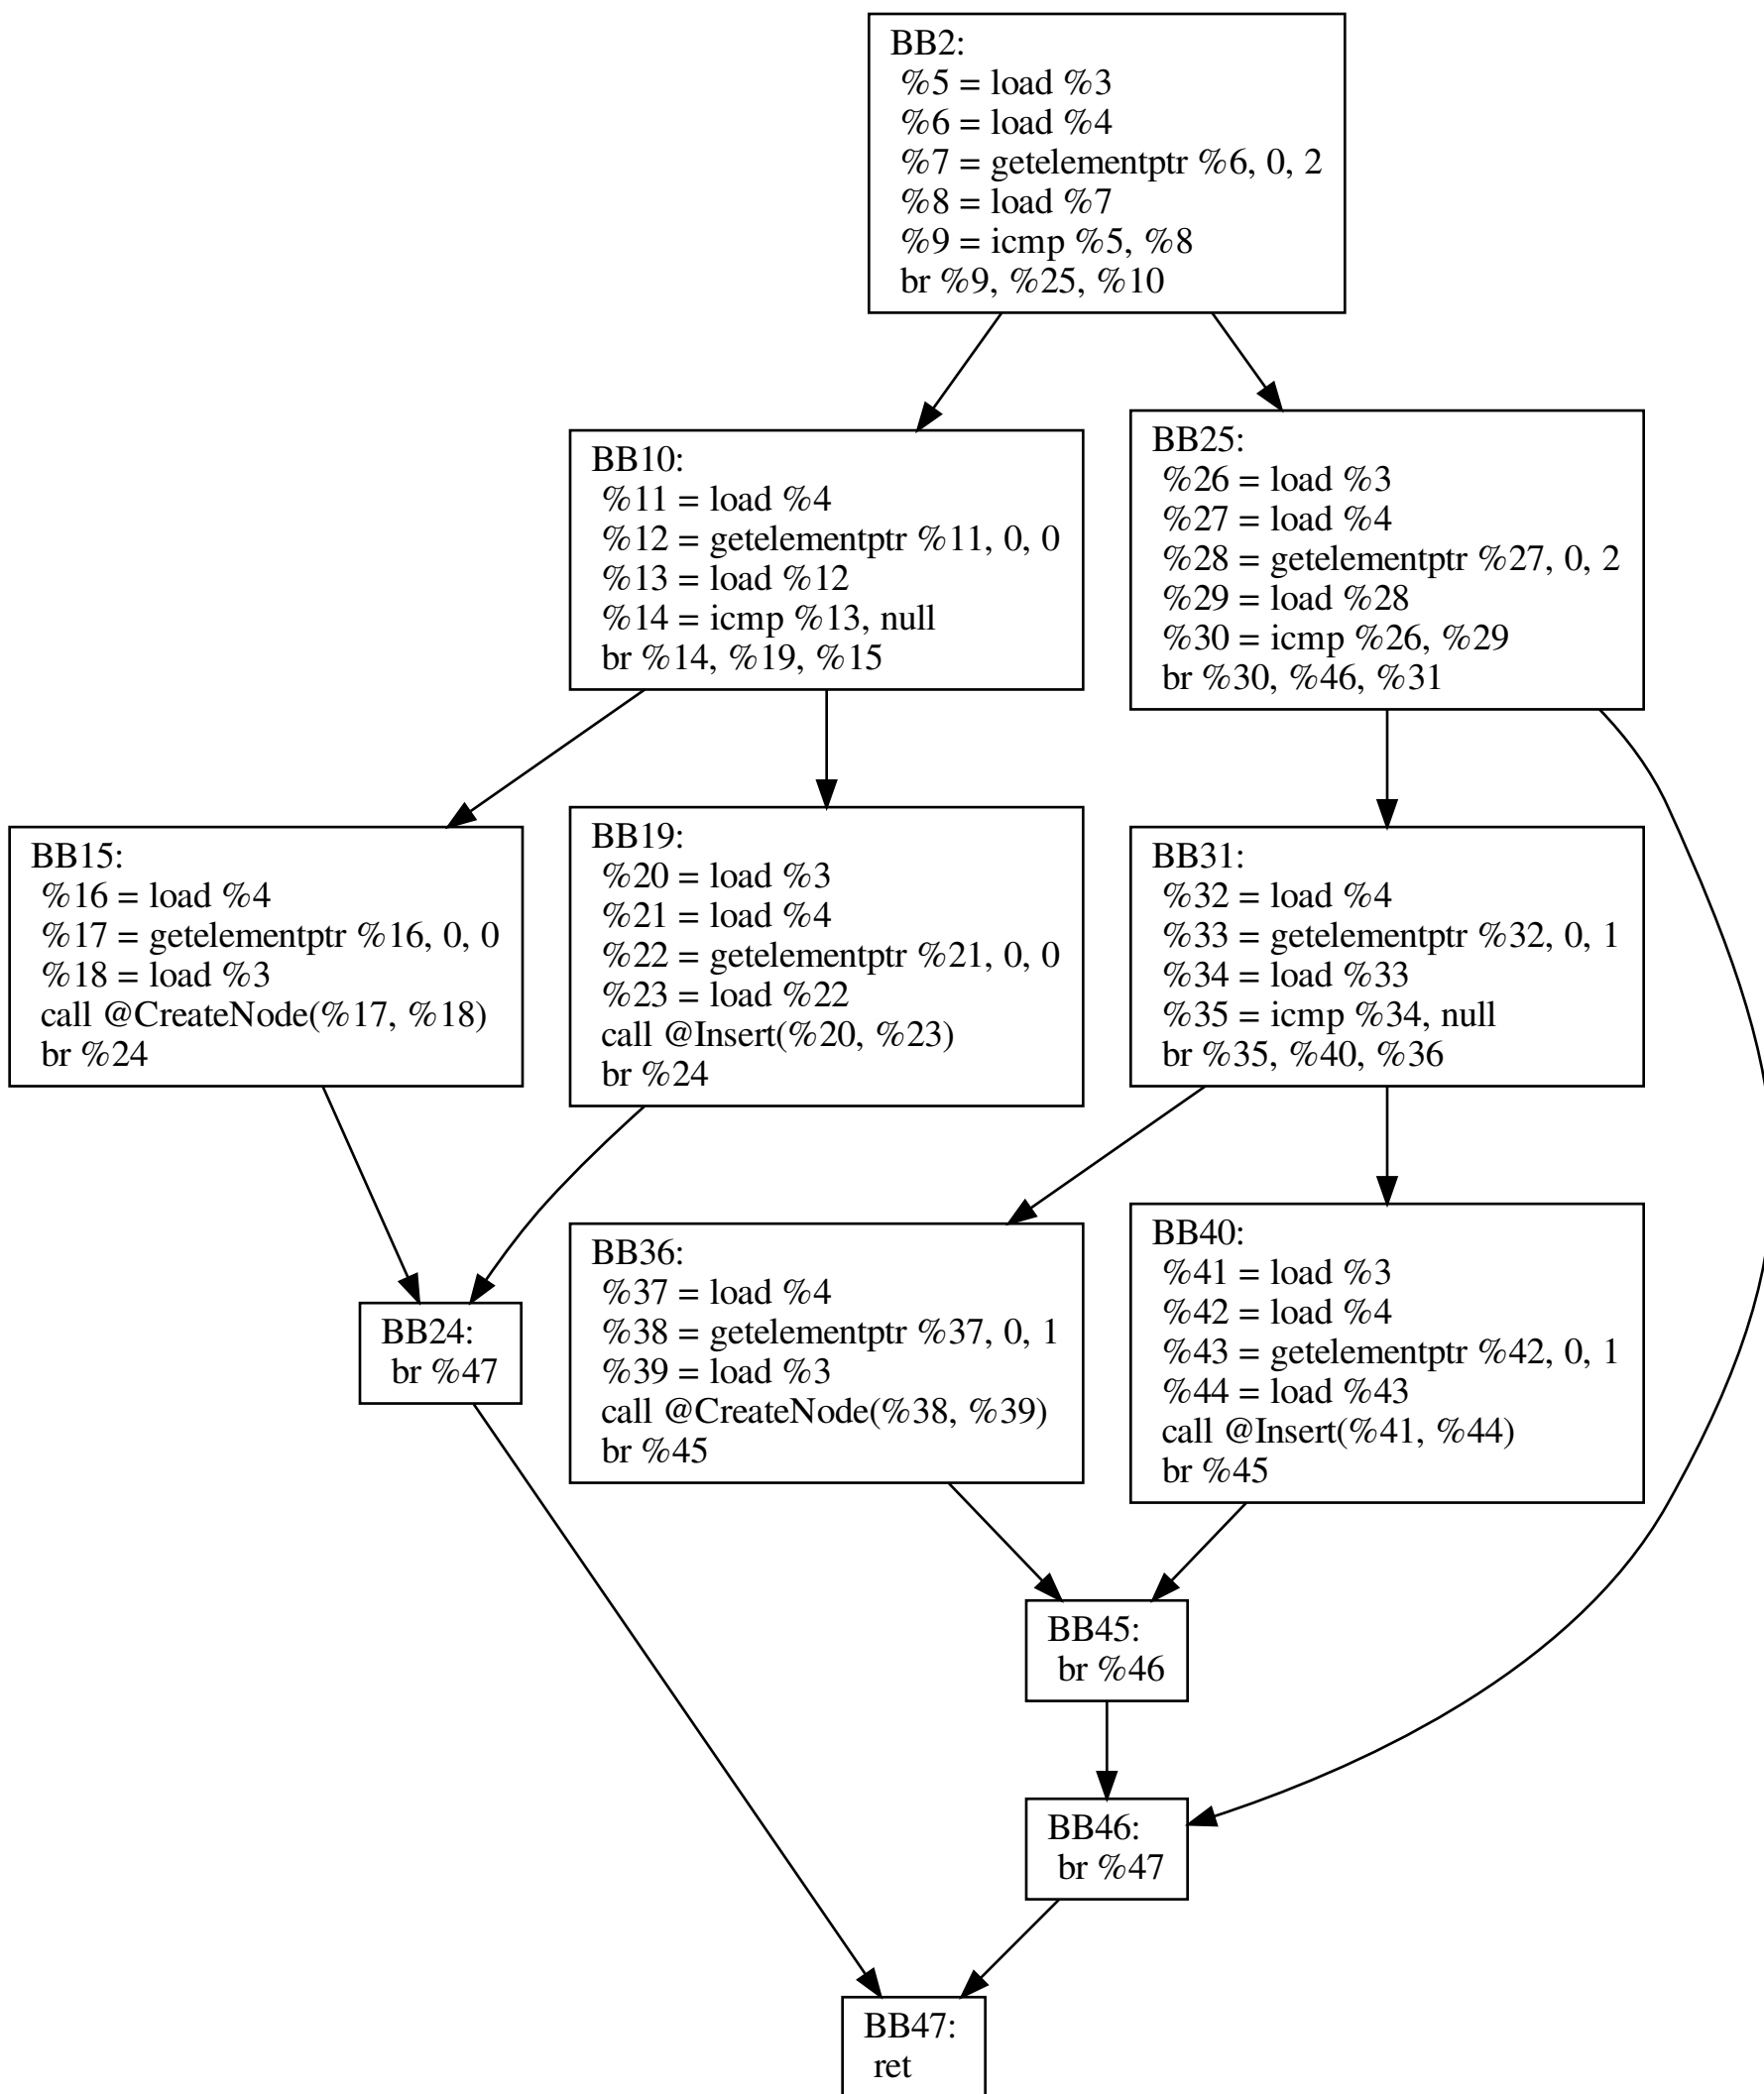 BB2:
%5 = load %3
%6 = load %4
%7 = getelementptr %6, 0, 2
%8 = load %7
%9 = icmp %5, %8
br %9, %25, %10
BB10:
%11 = load %4
%12 = getelementptr %11, 0, 0
%13 = load %12
%14 = icmp %13, null
br %14, %19, %15
BB25:
%26 = load %3
%27 = load %4
%28 = getelementptr %27, 0, 2
%29 = load %28
%30 = icmp %26, %29
br %30, %46, %31
BB15:
%16 = load %4
%17 = getelementptr %16, 0, 0
%18 = load %3
call @CreateNode(%17, %18)
br %24
BB19:
%20 = load %3
%21 = load %4
%22 = getelementptr %21, 0, 0
%23 = load %22
call @Insert(%20, %23)
br %24
BB31:
%32 = load %4
%33 = getelementptr %32, 0, 1
%34 = load %33
%35 = icmp %34, null
br %35, %40, %36
BB24:
br %47
BB36:
%37 = load %4
%38 = getelementptr %37, 0, 1
%39 = load %3
call @CreateNode(%38, %39)
br %45
BB40:
%41 = load %3
%42 = load %4
%43 = getelementptr %42, 0, 1
%44 = load %43
call @Insert(%41, %44)
br %45
BB45:
br %46
BB46:
br %47
BB47:
ret